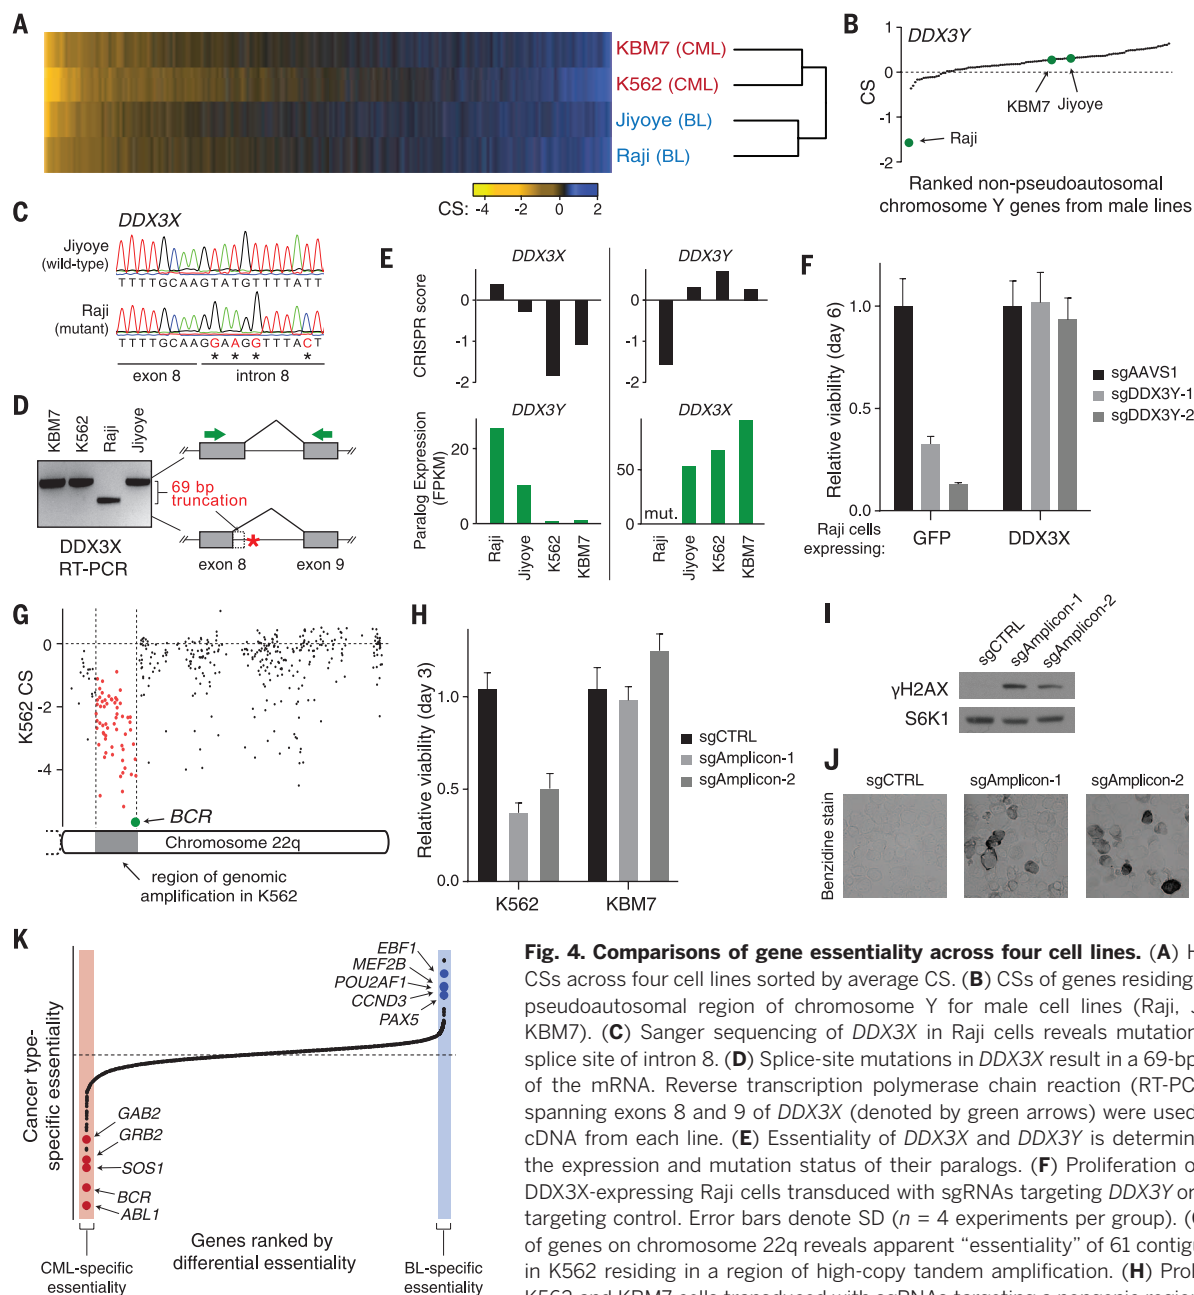 A
KBM7 (CML)
K562 (CML)
Jiyoye (BL)
Raji (BL)
CS:
-4 -2 0 2
B
DDX3Y
1
0
-1
-2
CS
KBM7
Jiyoye
Raji
Ranked non-pseudoautosomal
chromosome Y genes from male lines
C
DDX3X
Jiyoye
(wild-type)
TTTTGCAAGTATGTTTTATT
Raji
(mutant)
TTTTGCAAGGAAGGTTTACT
* * * *
exon 8
intron 8
D
KBM7
K562
Raji
Jiyoye
69 bp
truncation
DDX3X
RT-PCR
*
exon 8
exon 9
E
DDX3X
DDX3Y
CRISPR score
0
-1
-2
0
-1
-2
DDX3Y
DDX3X
Paralog Expression
(FPKM)
20
0
50
0
mut.
Raji
Jiyoye
K562
KBM7
Raji
Jiyoye
K562
KBM7
F
Relative viability (day 6)
1.0
0.5
0.0
sgAAVS1
sgDDX3Y-1
sgDDX3Y-2
Raji cells
expressing:
GFP
DDX3X
G
K562 CS
0
-2
-4
BCR
Chromosome 22q
region of genomic
amplification in K562
H
Relative viability (day 3)
1.0
0.5
0.0
sgCTRL
sgAmplicon-1
sgAmplicon-2
K562
KBM7
I
sgCTRL
sgAmplicon-1
sgAmplicon-2
γH2AX
S6K1
J
sgCTRL
sgAmplicon-1
sgAmplicon-2
Benzidine stain
K
Cancer type-
specific essentiality
EBF1
MEF2B
POU2AF1
CCND3
PAX5
GAB2
GRB2
SOS1
BCR
ABL1
CML-specific
essentiality
Genes ranked by
differential essentiality
BL-specific
essentiality
Fig. 4. Comparisons of gene essentiality across four cell lines. (A) H
CSs across four cell lines sorted by average CS. (B) CSs of genes residing
pseudoautosomal region of chromosome Y for male cell lines (Raji, J
KBM7). (C) Sanger sequencing of DDX3X in Raji cells reveals mutation
splice site of intron 8. (D) Splice-site mutations in DDX3X result in a 69-bp
of the mRNA. Reverse transcription polymerase chain reaction (RT-PC
spanning exons 8 and 9 of DDX3X (denoted by green arrows) were used
cDNA from each line. (E) Essentiality of DDX3X and DDX3Y is determin
the expression and mutation status of their paralogs. (F) Proliferation o
DDX3X-expressing Raji cells transduced with sgRNAs targeting DDX3Y or
targeting control. Error bars denote SD (n = 4 experiments per group). (
of genes on chromosome 22q reveals apparent “essentiality” of 61 contig
in K562 residing in a region of high-copy tandem amplification. (H) Prol
K562 and KBM7 cells transduced with sgRNAs targeting a nongenic region